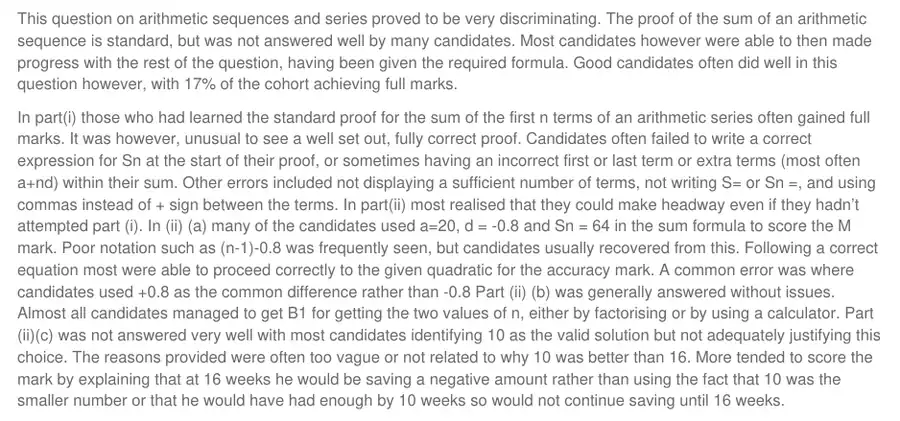 This question on arithmetic sequences and series proved to be very discriminating. The proof of the sum of an arithmetic
sequence is standard, but was not answered well by many candidates. Most candidates however were able to then made
progress with the rest of the question, having been given the required formula. Good candidates often did well in this
question however, with 17% of the cohort achieving full marks.
In part(i) those who had learned the standard proof for the sum of the first n terms of an arithmetic series often gained full
marks. It was however, unusual to see a well set out, fully correct proof. Candidates often failed to write a correct
expression for Sn at the start of their proof, or sometimes having an incorrect first or last term or extra terms (most often
a+nd) within their sum. Other errors included not displaying a sufficient number of terms, not writing S= or Sn =, and using
commas instead of + sign between the terms. In part(ii) most realised that they could make headway even if they hadn't
attempted part (i). In (ii) (a) many of the candidates used a=20, d = -0.8 and Sn = 64 in the sum formula to score the M
mark. Poor notation such as (n-1)-0.8 was frequently seen, but candidates usually recovered from this. Following a correct
equation most were able to proceed correctly to the given quadratic for the accuracy mark. A common error was where
candidates used +0.8 as the common difference rather than -0.8 Part (ii) (b) was generally answered without issues.
Almost all candidates managed to get B1 for getting the two values of n, either by factorising or by using a calculator. Part
(ii)(c) was not answered very well with most candidates identifying 10 as the valid solution but not adequately justifying this
choice. The reasons provided were often too vague or not related to why 10 was better than 16. More tended to score the
mark by explaining that at 16 weeks he would be saving a negative amount rather than using the fact that 10 was the
smaller number or that he would have had enough by 10 weeks so would not continue saving until 16 weeks.